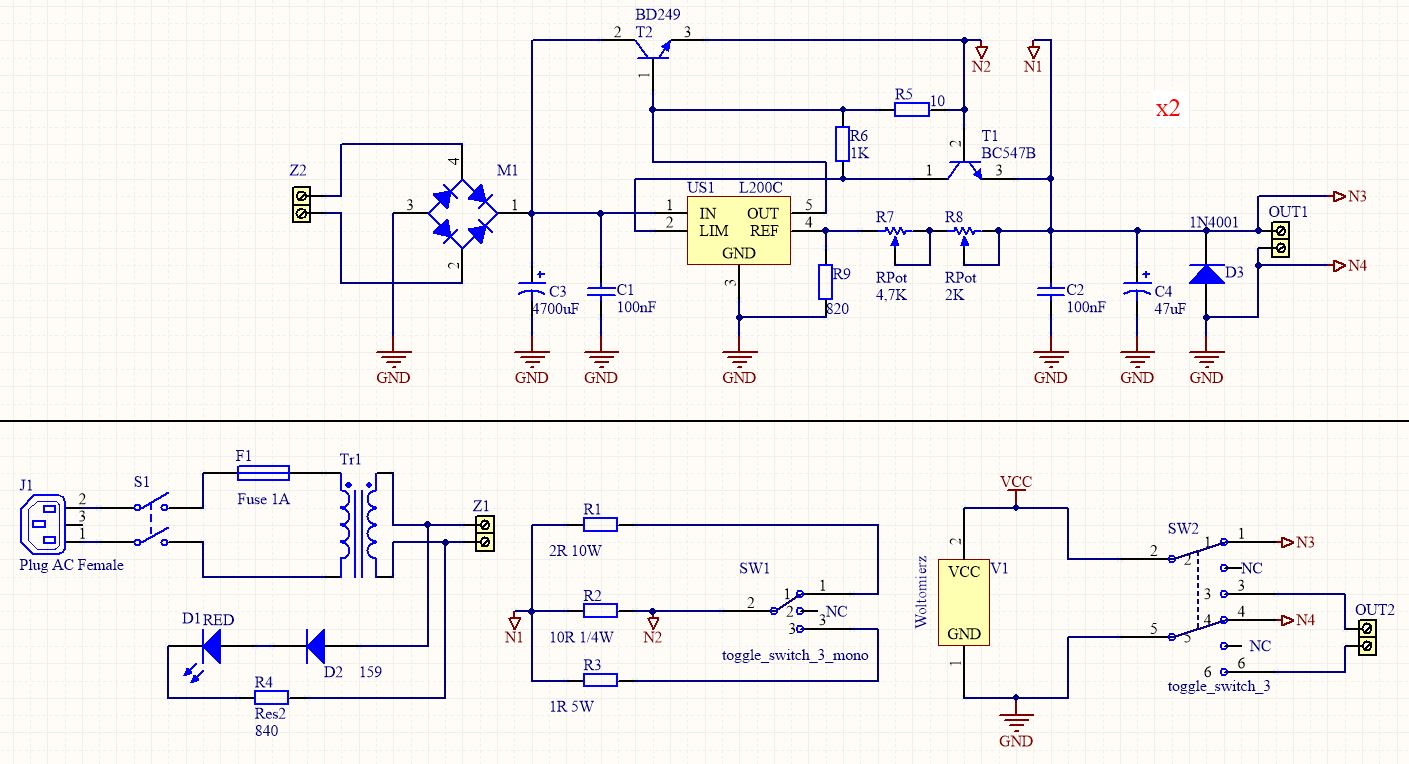 BD249
T2
2
3
1
N2
N1
x2
R5
10
R6
1K
T1
BC547B
2
1
3
Z2
M1
4
3
1
2
US1
L200C
1
IN
OUT
5
2
LIM
REF
4
GND
3
R7
R8
RPot
4,7K
RPot
2K
R9
820
C3
4700uF
C1
100nF
C2
100nF
C4
47uF
1N4001
D3
OUT1
N3
N4
GND
GND
GND
GND
GND
GND
GND
J1
2
3
1
Plug AC Female
S1
F1
Fuse 1A
Tr1
Z1
D1
RED
D2
159
R4
Res2
840
R1
2R 10W
R2
10R 1/4W
R3
1R 5W
N1
N2
SW1
2
1
1
2
NC
3
3
toggle_switch_3_mono
VCC
2
VCC
V1
Woltomierz
GND
1
GND
SW2
2
2
1
1
N3
NC
3
3
4
4
N4
5
5
NC
6
6
toggle_switch_3
OUT2